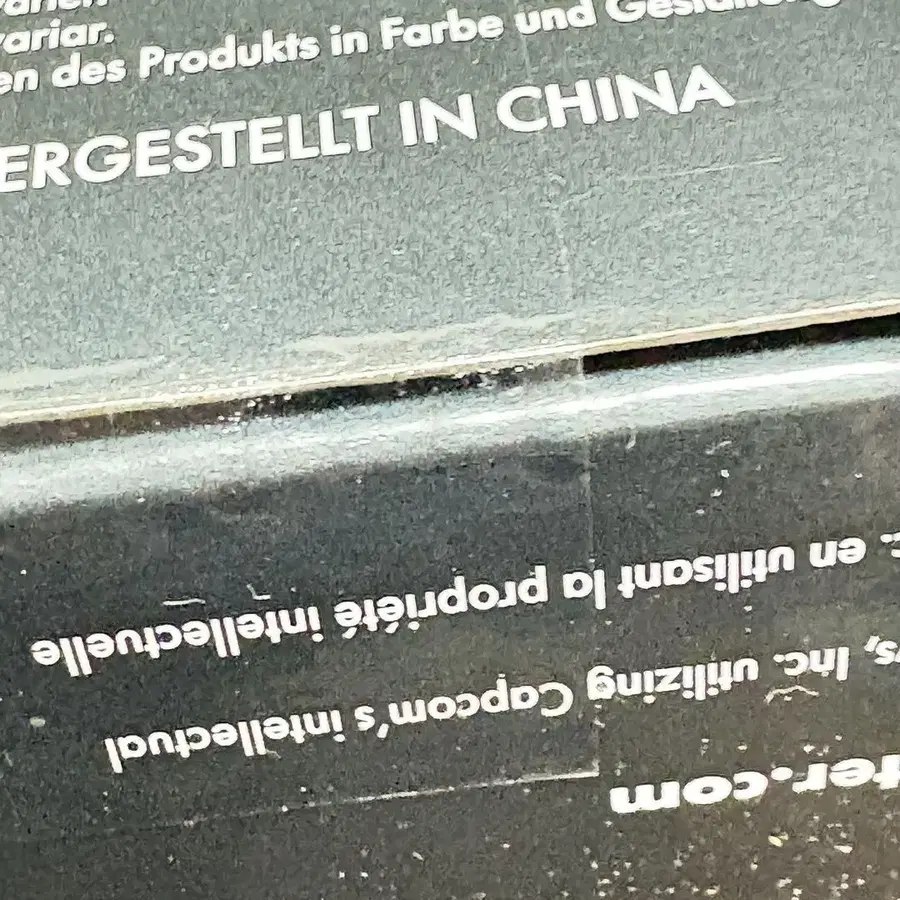 variar.
en des Produkts in Farbe und
ERGESTELLT IN CHINA
fer.com
s, Inc. utilizing Capcom's intellectual
c. en utilisant la propriété intellectuelle